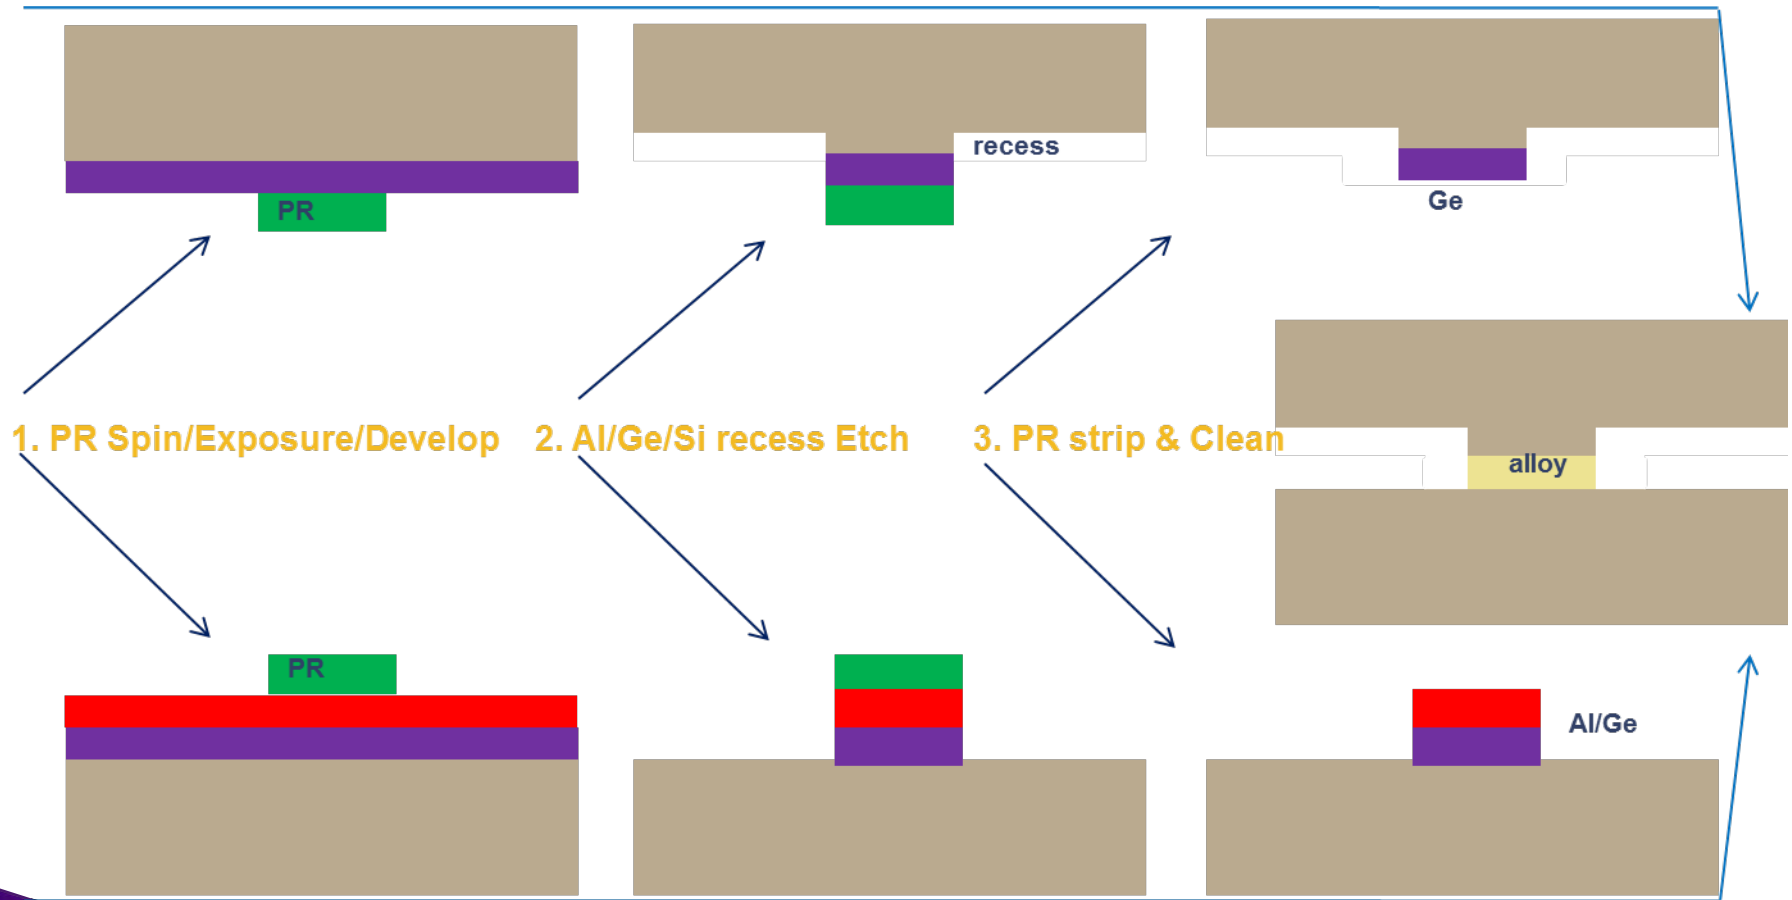 recess
PR
Ge
1. PR Spin/Exposure/Develop
2. Al/Ge/Si recess Etch
3. PR strip & Clean
alloy
PR
Al/Ge